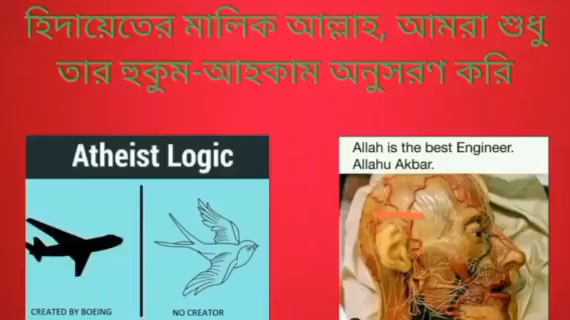 হিদায়েতের মালিক আল্লাহ, আমরা শুধু
তার হুকুম-আহকাম অনুসরণ করি
Atheist Logic
CREATED BY BOEING
NO CREATOR
Allah is the best Engineer.
Allahu Akbar.